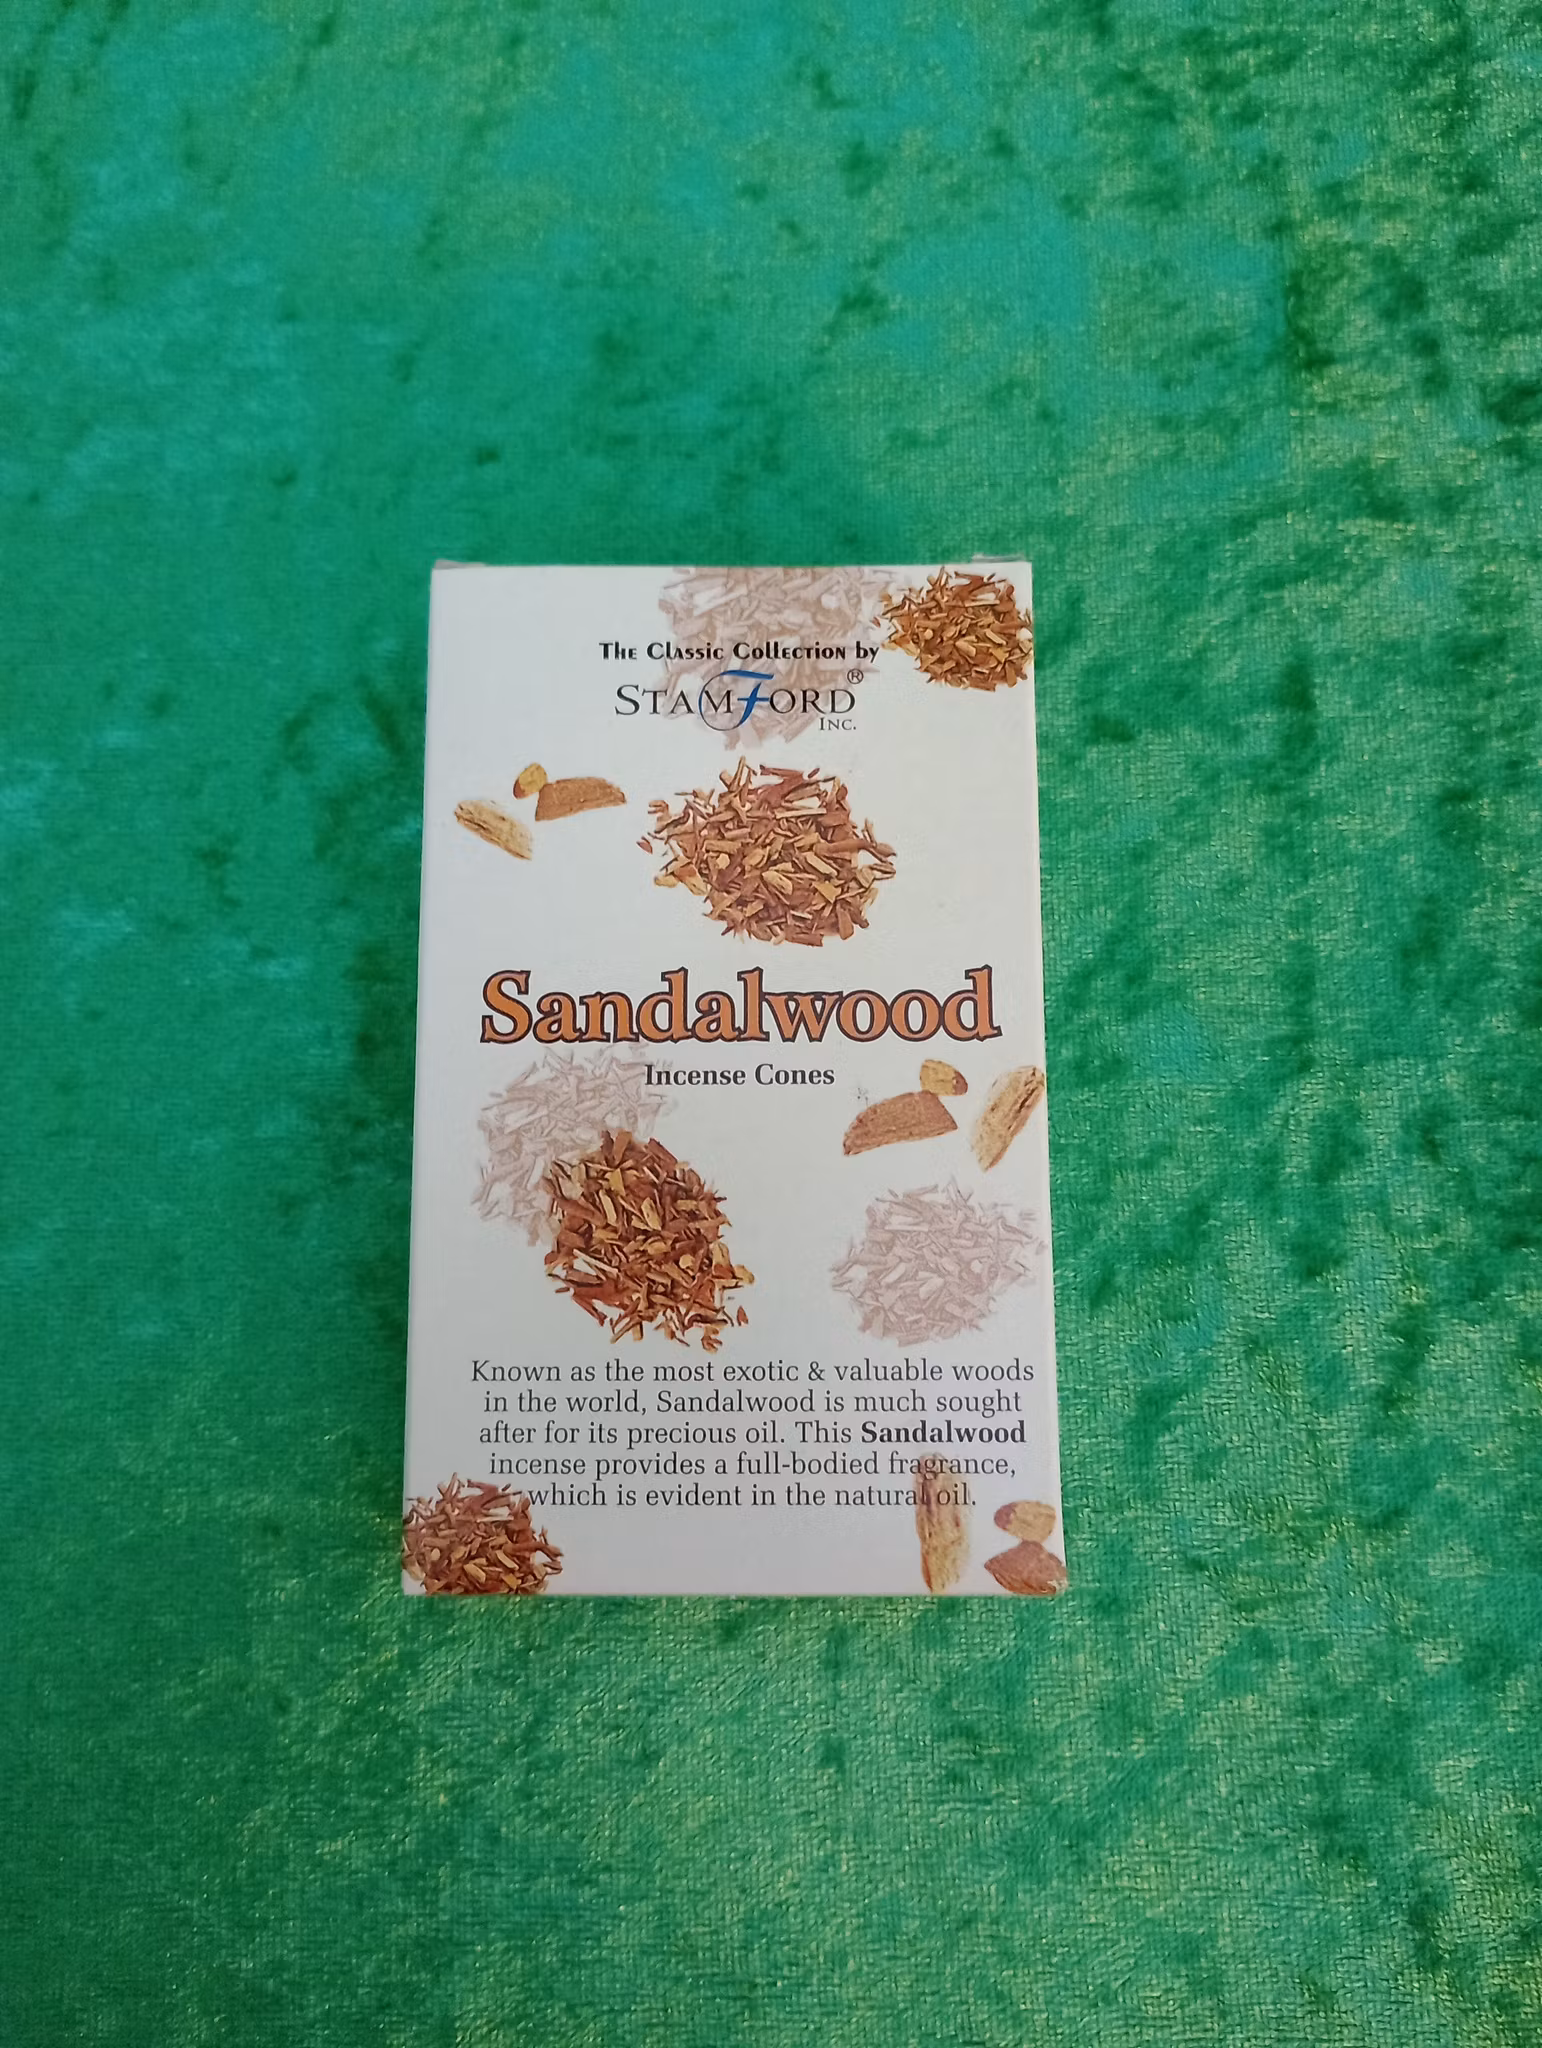 The Classic Collection by
STAMFORD®
INC.
Sandalwood
Incense Cones
Known as the most exotic & valuable woods
in the world, Sandalwood is much sought
after for its precious oil. This Sandalwood
incense provides a full-bodied fragrance,
which is evident in the natural oil.